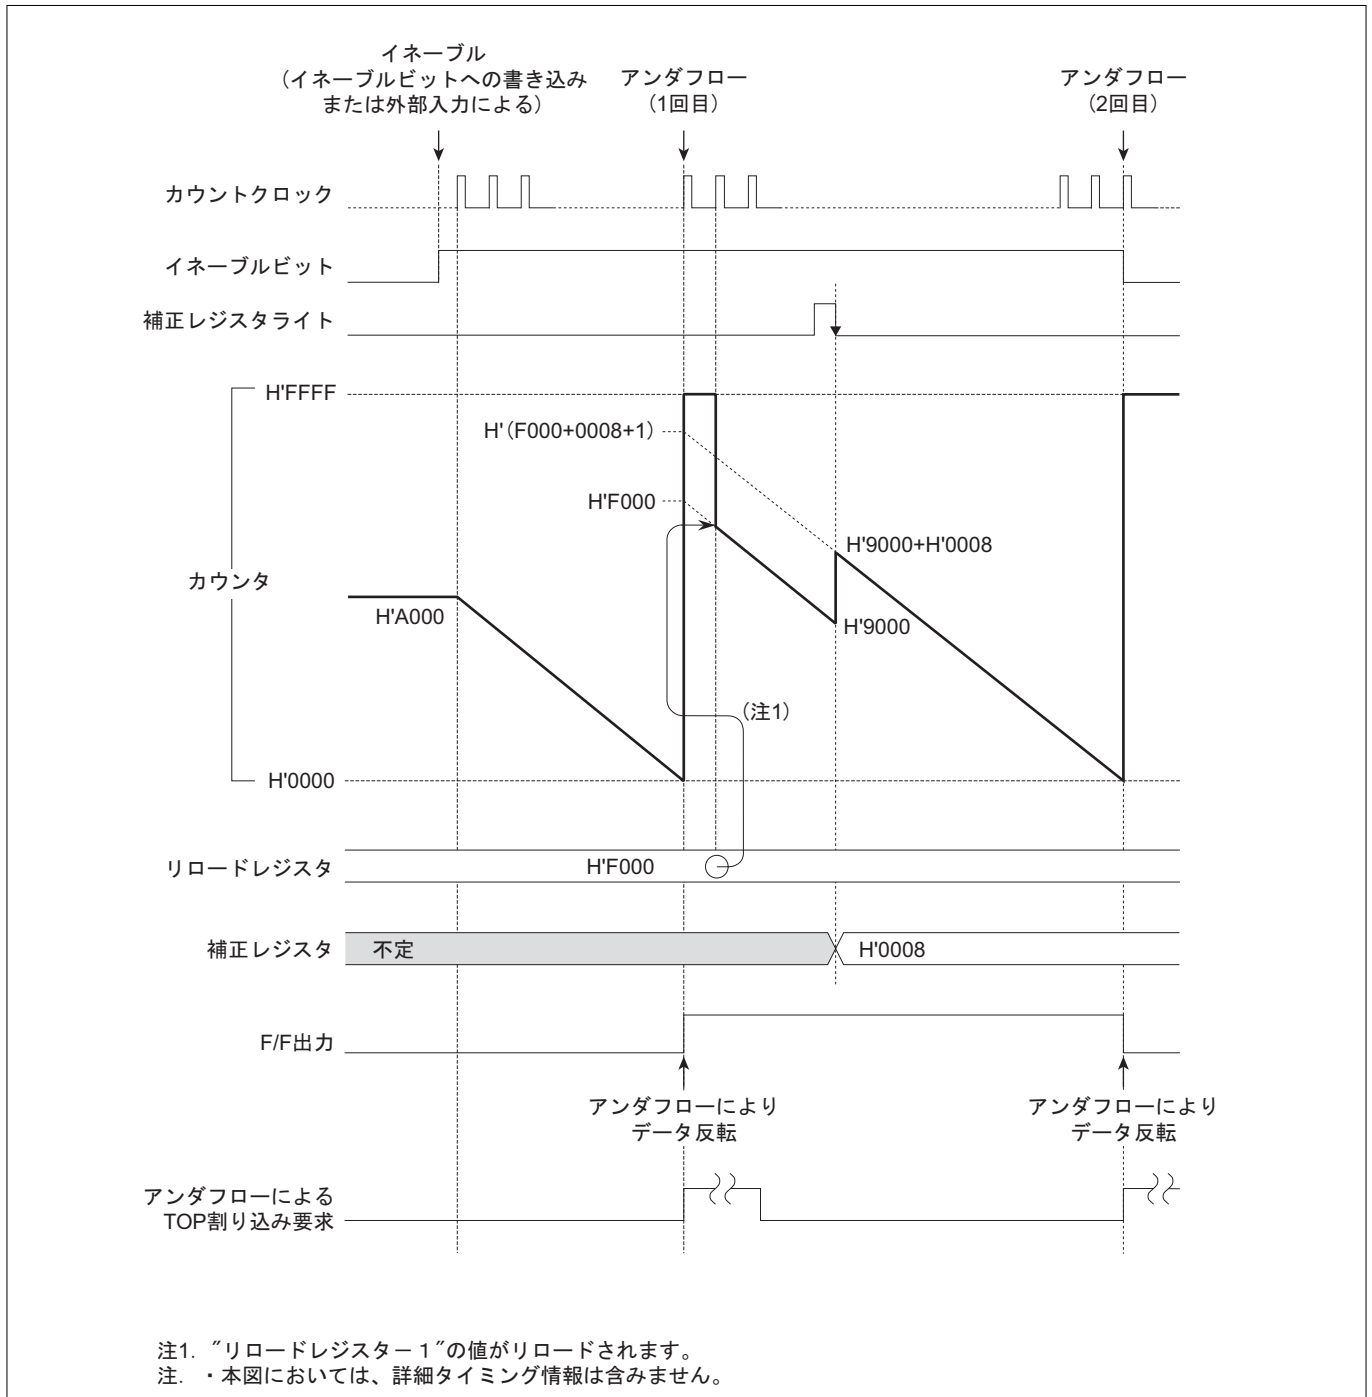 イネーブル
（イネーブルビットへの書き込み
または外部入力による）
アンダフロー
（1回目）
アンダフロー
（2回目）
カウントクロック
イネーブルビット
補正レジスタライト
H'FFFF
H'（F000+0008+1）
H'F000
H'9000+H'0008
カウンタ
H'A000
H'9000
（注1）
H'0000
リロードレジスタ
H'F000
補正レジスタ
不定
H'0008
F/F出力
アンダフローにより
データ反転
アンダフローにより
データ反転
アンダフローによる
TOP割り込み要求
注1. ″リロードレジスタ－１″の値がリロードされます。
注. ・本図においては、詳細タイミング情報は含みません。